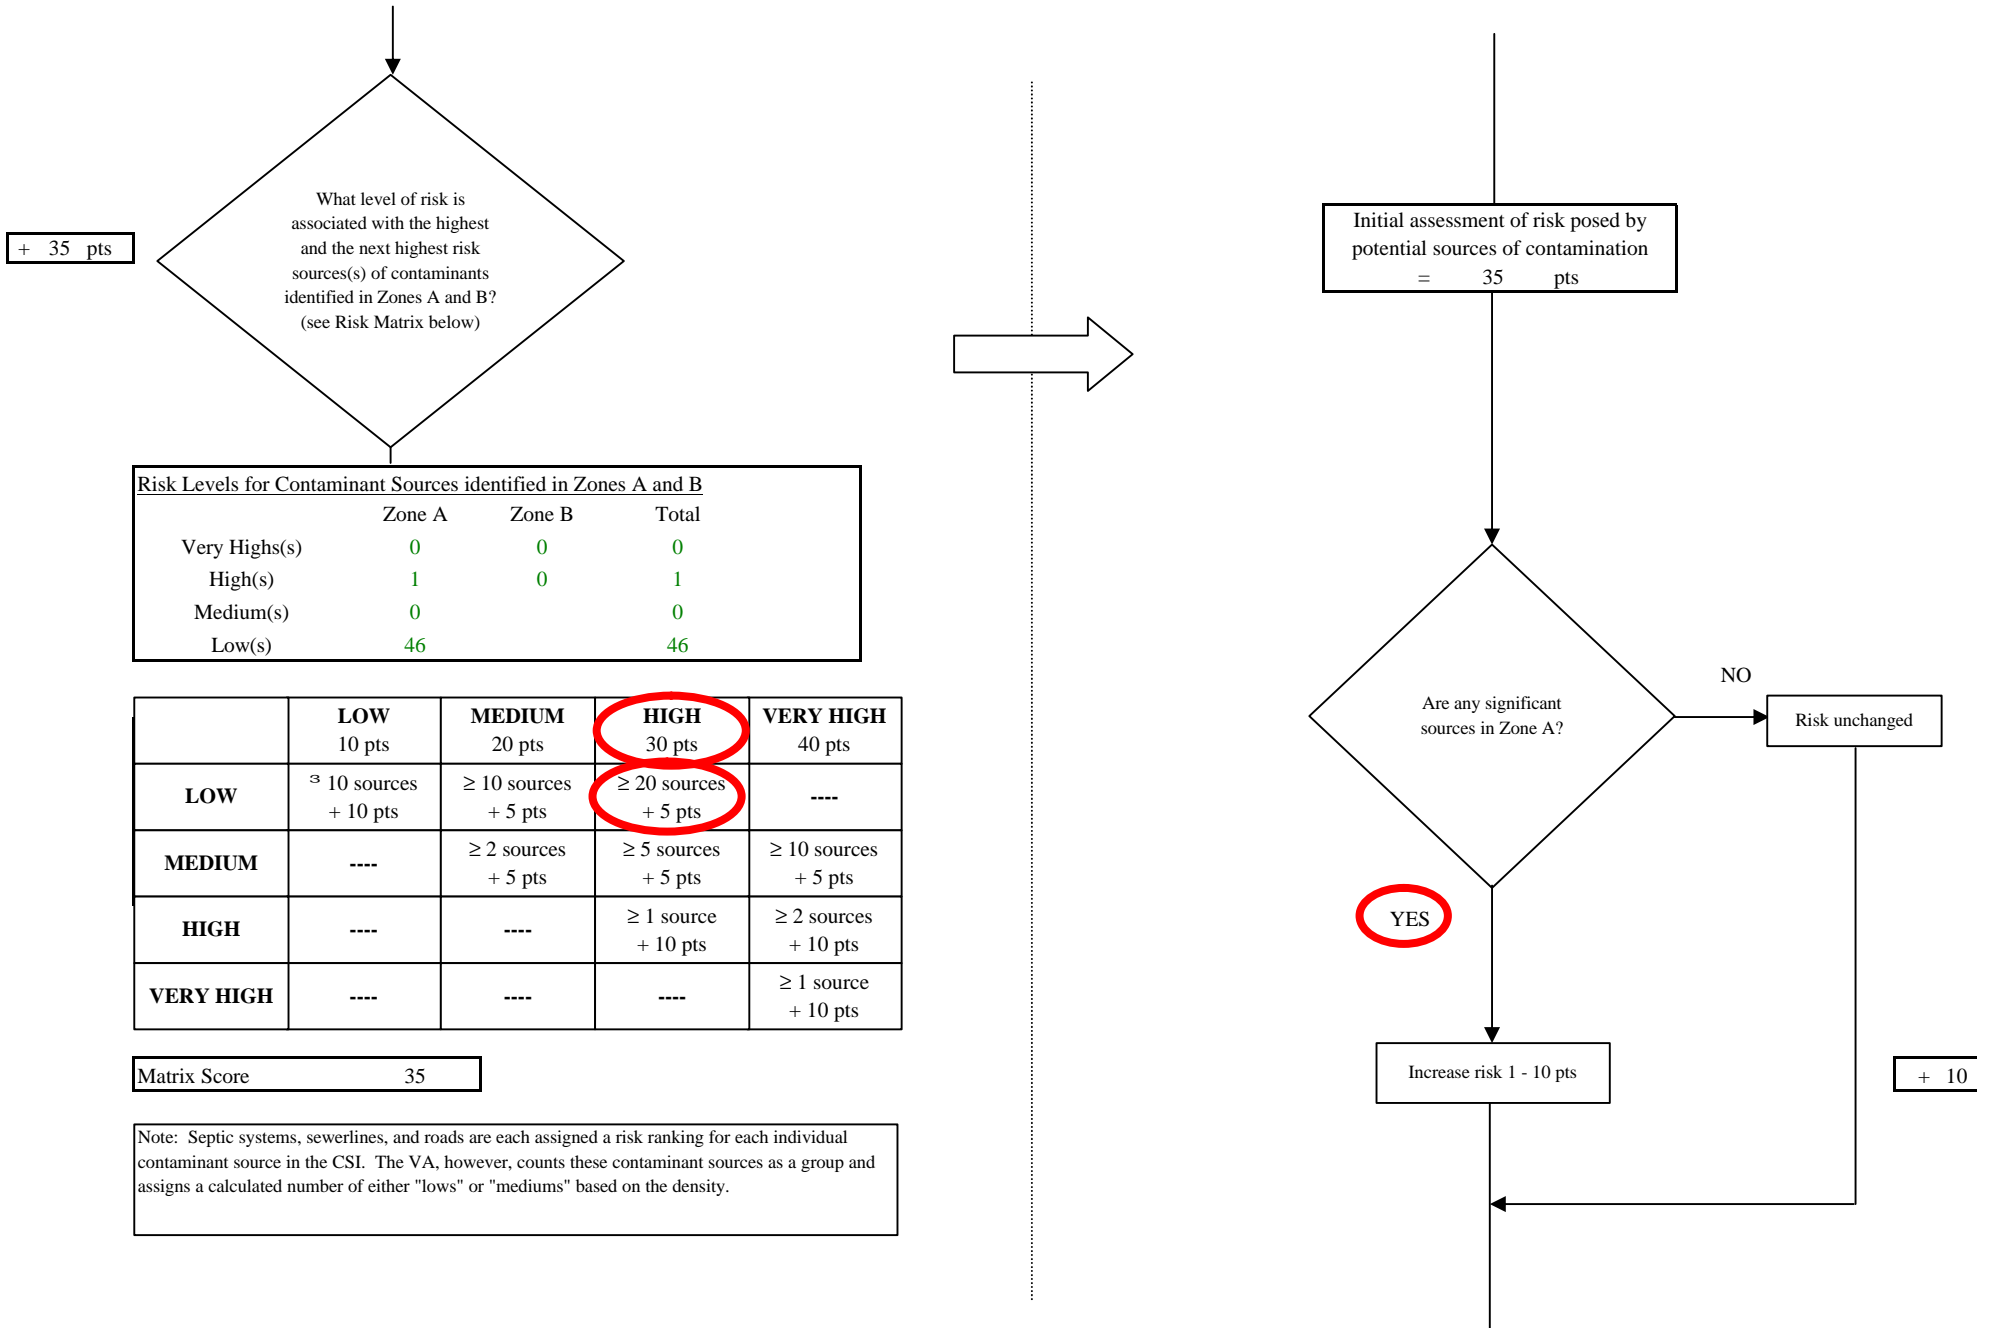 + 35 pts
What level of risk is
associated with the highest
and the next highest risk
sources(s) of contaminants
identified in Zones A and B?
(see Risk Matrix below)
Risk Levels for Contaminant Sources identified in Zones A and B
Zone A Zone B Total
Very Highs(s) 0 0 0
High(s) 1 0 1
Medium(s) 0 0
Low(s) 46 46
LOW MEDIUM HIGH VERY HIGH
10 pts 20 pts 30 pts 40 pts
LOW
³ 10 sources ≥ 10 sources ≥ 20 sources ----
+ 10 pts + 5 pts + 5 pts
MEDIUM
---- ≥ 2 sources ≥ 5 sources ≥ 10 sources
+ 5 pts + 5 pts + 5 pts
HIGH
---- ---- ≥ 1 source ≥ 2 sources
+ 10 pts + 10 pts
VERY HIGH
---- ---- ---- ≥ 1 source
+ 10 pts
Matrix Score 35
Note: Septic systems, sewerlines, and roads are each assigned a risk ranking for each individual
contaminant source in the CSI. The VA, however, counts these contaminant sources as a group and
assigns a calculated number of either "lows" or "mediums" based on the density.
Initial assessment of risk posed by
potential sources of contamination
= 35 pts
Are any significant
sources in Zone A?
NO
Risk unchanged
YES
Increase risk 1 - 10 pts
+ 10